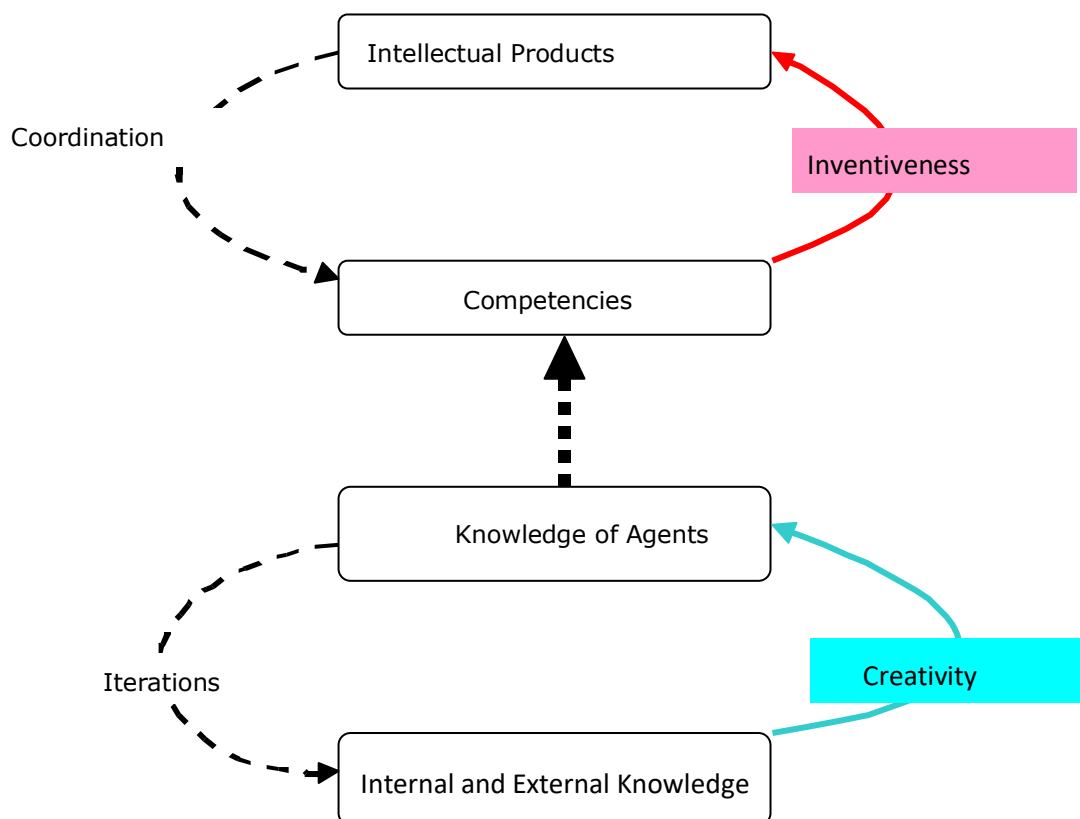 Intellectual Products
Coordination
Inventiveness
Competencies
Knowledge of Agents
Iterations
Creativity
Internal and External Knowledge